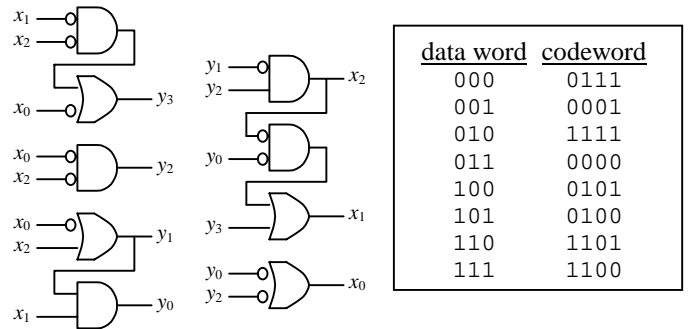 x1
x2
x0
y3
x0
x2
y2
x0
x2
y1
x1
y0
y1
y2
x2
y0
y3
x1
y0
y2
x0
data word codeword
000 0111
001 0001
010 1111
011 0000
100 0101
101 0100
110 1101
111 1100